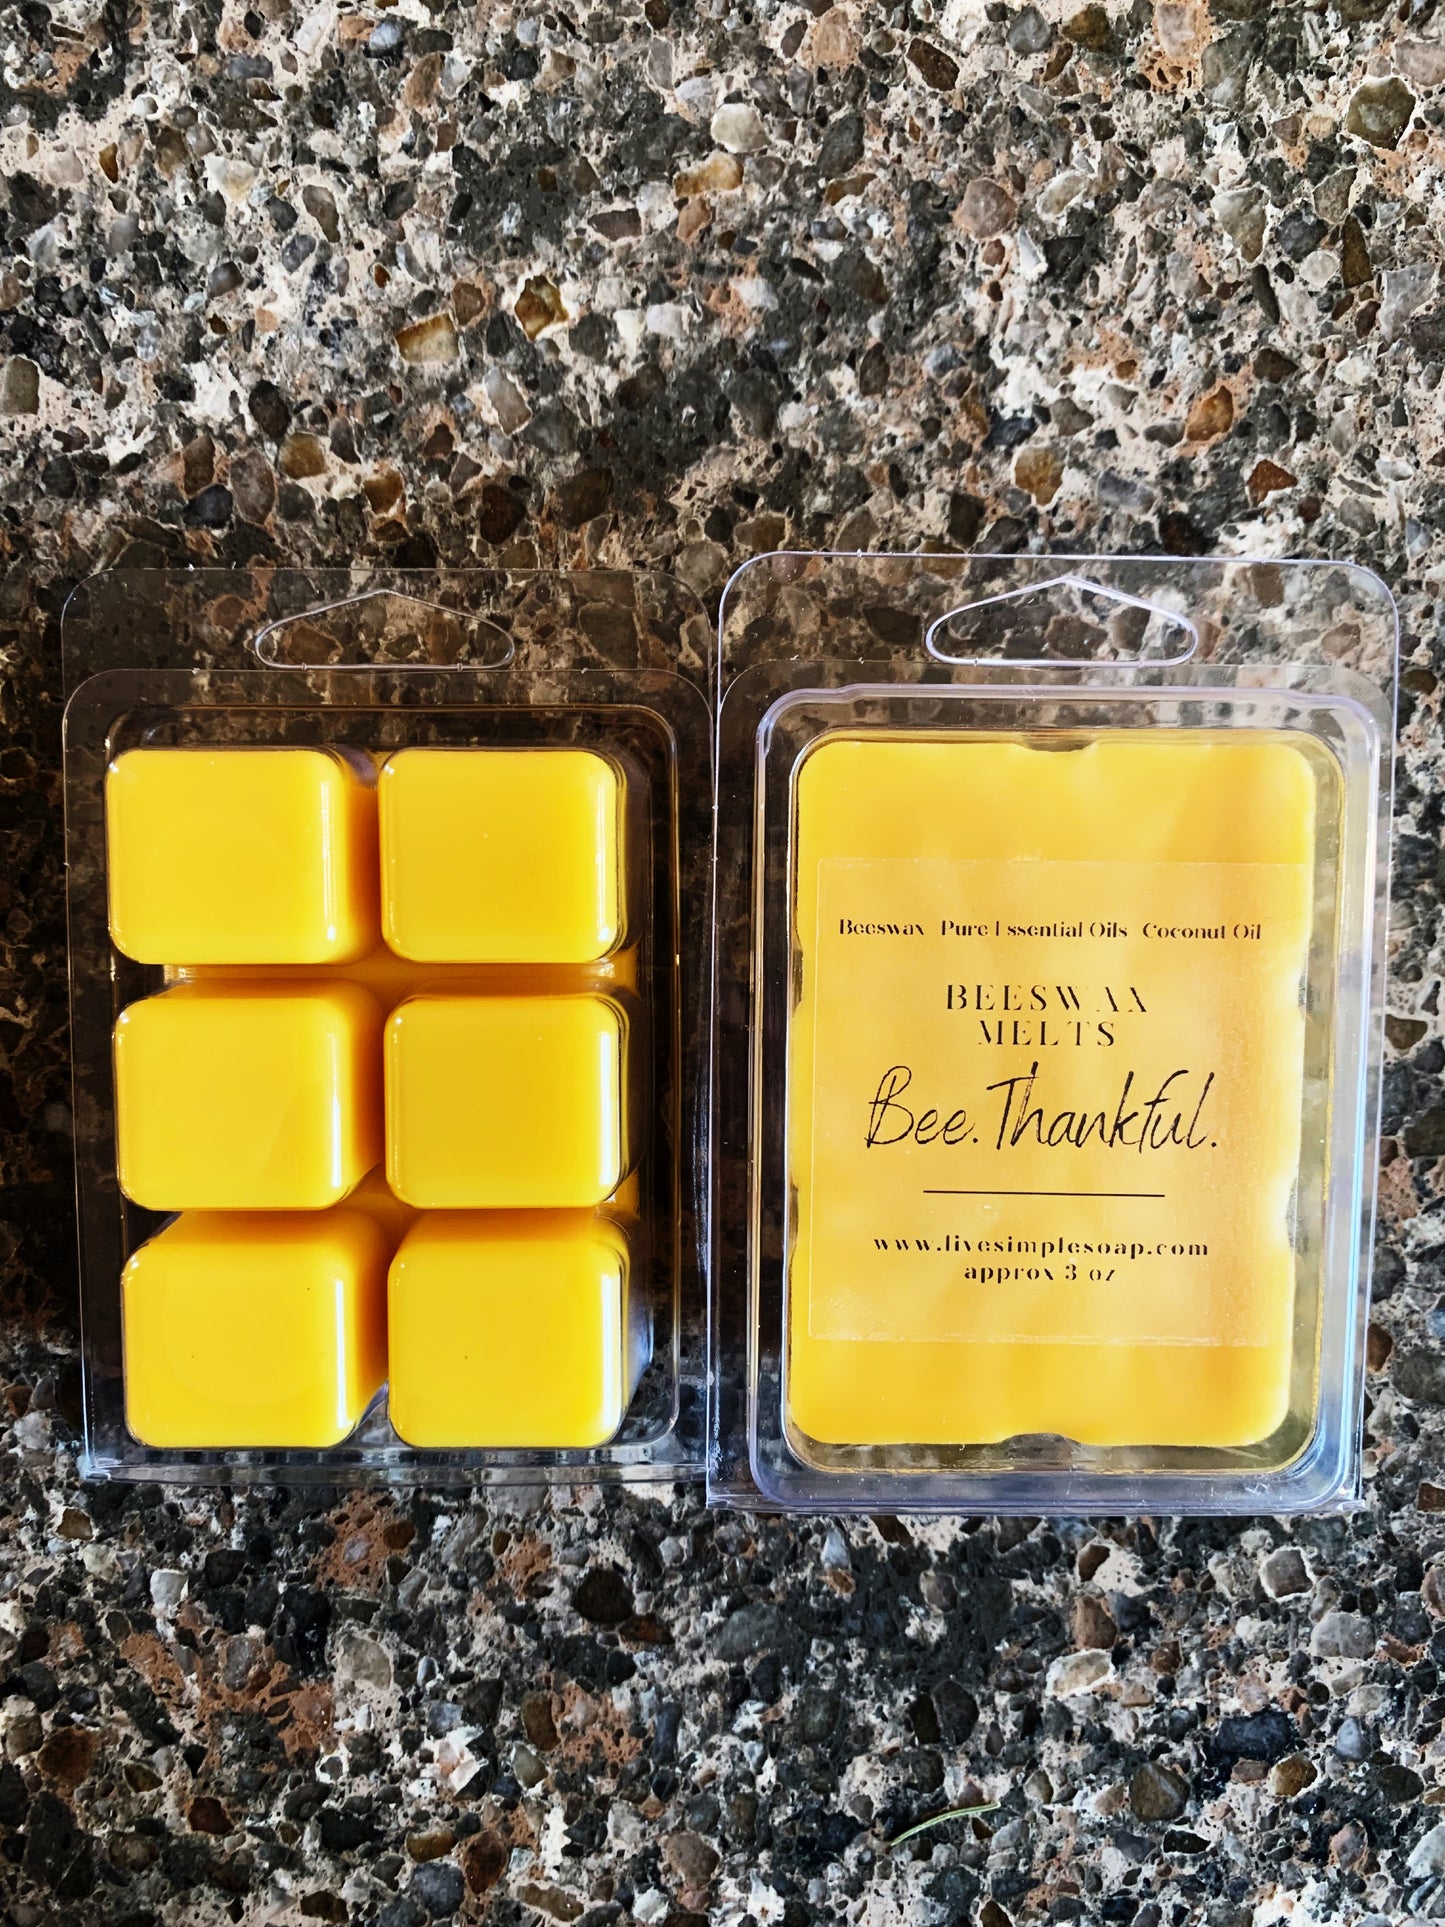 Beeswax Pure Essential Oils Coconut Oil
BEESWAX
MELTS
Bee.Thankful.
www.livesimplesoap.com
approx 3 oz